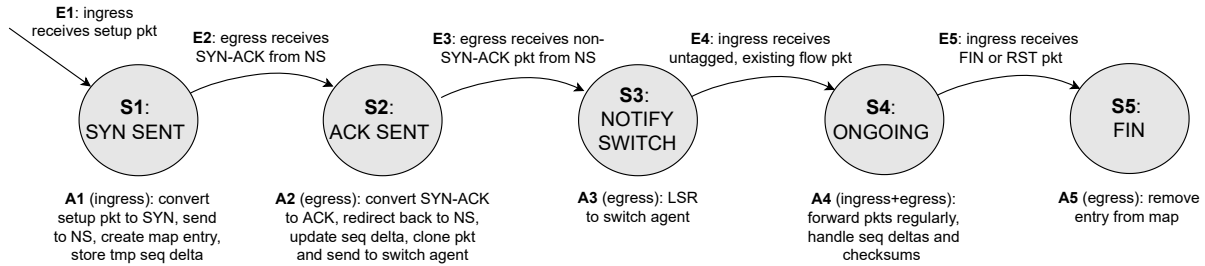 E1: ingress
receives setup pkt
E2: egress receives
SYN-ACK from NS
E3: egress receives non-
SYN-ACK pkt from NS
E4: ingress receives
untagged, existing flow pkt
E5: ingress receives
FIN or RST pkt
S1:
SYN SENT
S2:
ACK SENT
S3:
NOTIFY
SWITCH
S4:
ONGOING
S5:
FIN
A1 (ingress): convert
setup pkt to SYN, send
to NS, create map entry,
store tmp seq delta
A2 (egress): convert SYN-ACK
to ACK, redirect back to NS,
update seq delta, clone pkt
and send to switch agent
A3 (egress): LSR
to switch agent
A4 (ingress+egress):
forward pkts regularly,
handle seq deltas and
checksums
A5 (egress): remove
entry from map